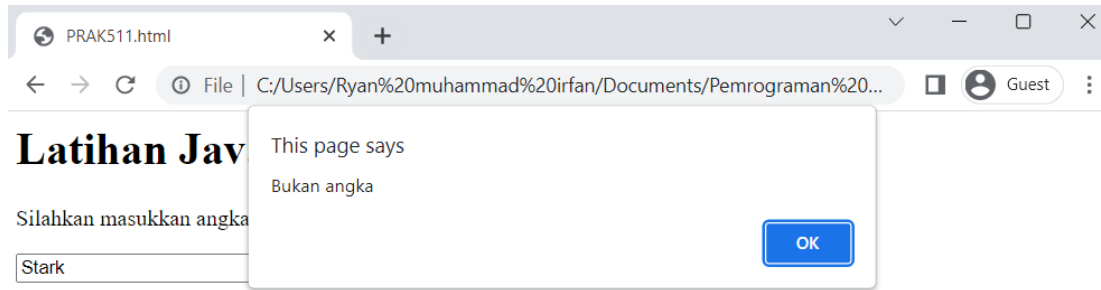 PRAK511.html
File | C:/Users/Ryan%20muhammad%20irfan/Documents/Pemrograman%20...
Guest
Latihan Jav
This page says
Bukan angka
Silahkan masukkan angka
OK
Stark